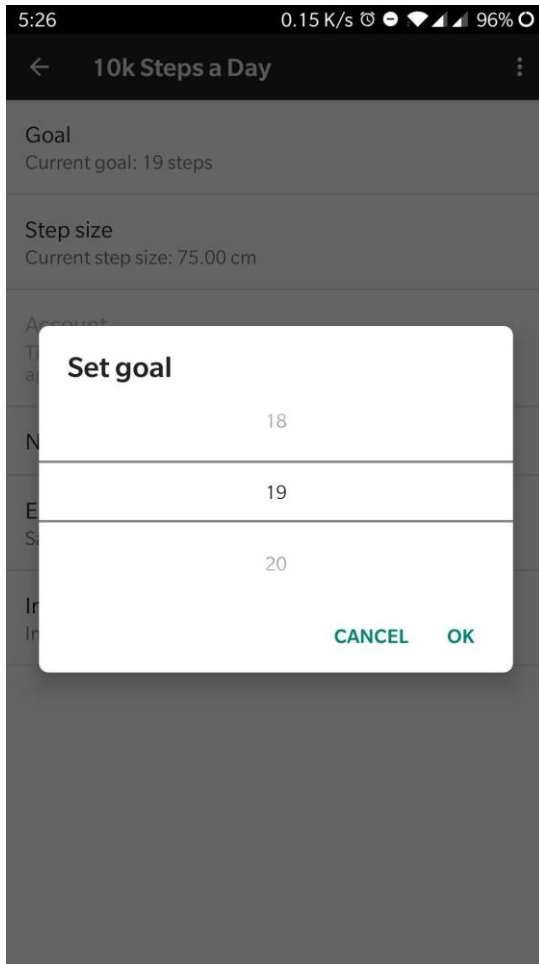 5:26 0.15 K/s 96%
10k Steps a Day
Goal
Current goal: 19 steps
Step size
Current step size: 75.00 cm
Account
Set goal
18
19
20
CANCEL OK